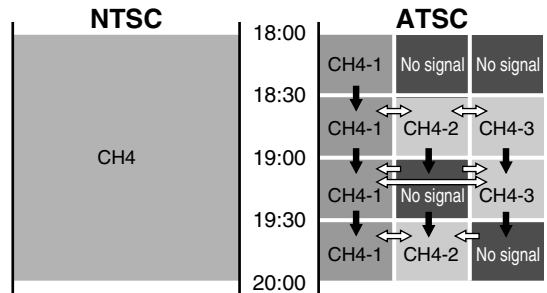 NTSC ATSC
18:00
CH4-1 No signal No signal
18:30
CH4-1 CH4-2 CH4-3
CH4 19:00
CH4-1 No signal CH4-3
19:30
CH4-1 CH4-2 No signal
20:00